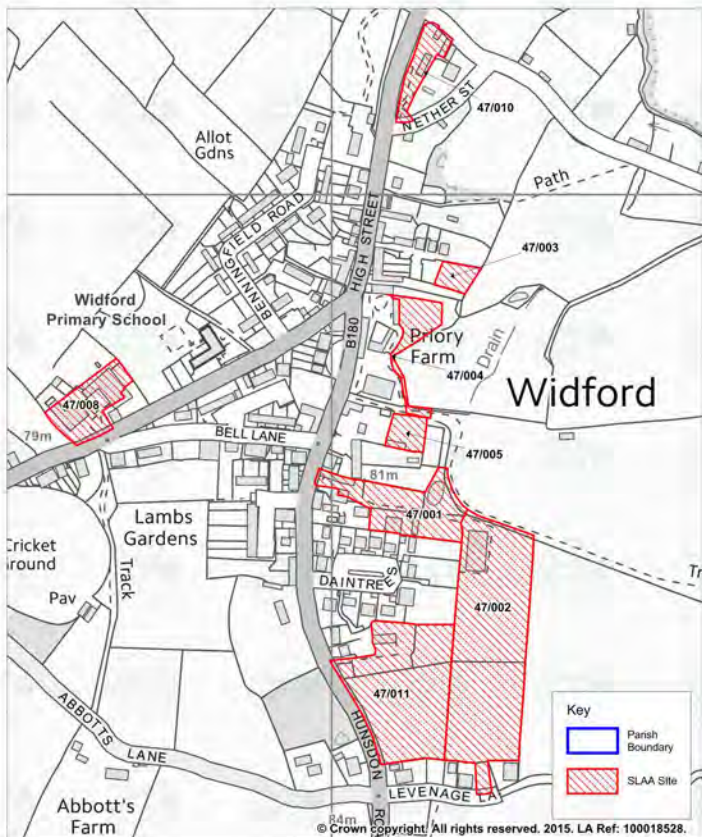 NETHER ST
47/010
Allot
Gdns
Path
BENNINGFIELD ROAD
HIGH STREET
47/003
Widford
Primary School
B180
Priory
Farm
Drain
47/004
Widford
47/008
79m
BELL LANE
47/005
81m
47/001
Lambs
Gardens
Cricket
Ground
Track
Pav
DAINTREES
Tr
47/002
47/011
ABBOTTS
LANE
HUNSDON
RO
LEVENAGE LA
Abbott's
Farm
84m
Key
Parish
Boundary
SLAA Site
© Crown copyright. All rights reserved. 2015. LA Ref: 100018528.